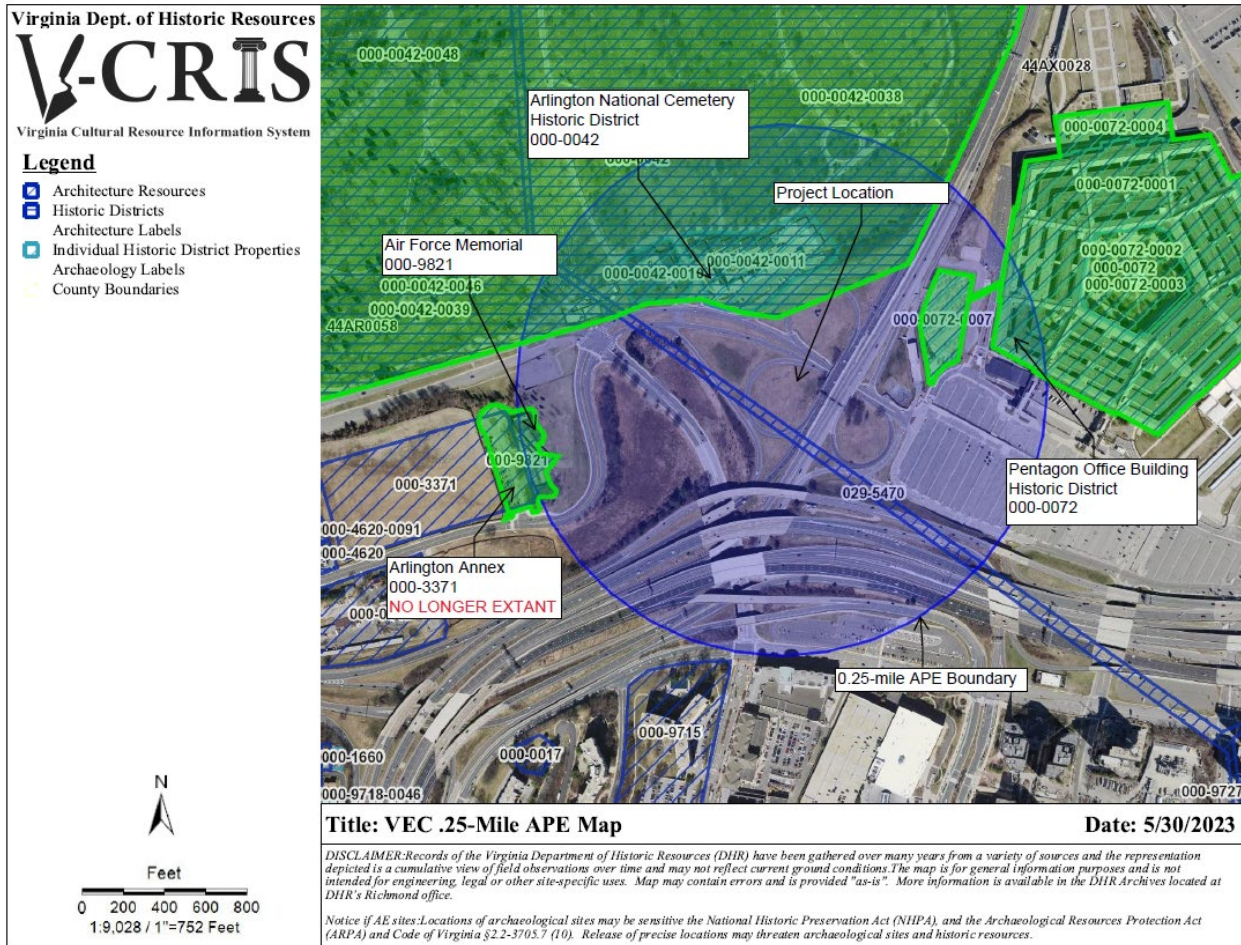 Virginia Dept. of Historic Resources
V-CRIS
Virginia Cultural Resource Information System
Legend
Architecture Resources
Historic Districts
Architecture Labels
Individual Historic District Properties
Archaeology Labels
County Boundaries
N
Feet
0 200 400 600 800
1:9,028 / 1"=752 Feet
000-0042-0048
44AX0028
Arlington National Cemetery
Historic District
000-0042
000-0042-0038
000-0072-0004
Project Location
000-0072-0001
Air Force Memorial
000-9821
000-0042-0011
000-0072-0002
000-0072
000-0072-0003
000-0042-0046
000-0042-0039
44AR0058
000-0072-0007
000-9821
000-3371
Pentagon Office Building
Historic District
000-0072
029-5470
000-4620-0091
000-4620
Arlington Annex
000-3371
NO LONGER EXTANT
0.25-mile APE Boundary
000-9715
000-0017
000-1660
000-9718-0046
000-9727
Title: VEC .25-Mile APE Map
Date: 5/30/2023
DISCLAIMER:Records of the Virginia Department of Historic Resources (DHR) have been gathered over many years from a variety of sources and the representation
depicted is a cumulative view of field observations over time and may not reflect current ground conditions.The map is for general information purposes and is not
intended for engineering, legal or other site-specific uses. Map may contain errors and is provided "as-is". More information is available in the DHR Archives located at
DHR's Richmond office.
Notice if AE sites:Locations of archaeological sites may be sensitive the National Historic Preservation Act (NHPA), and the Archaeological Resources Protection Act
(ARPA) and Code of Virginia §2.2-3705.7 (10). Release of precise locations may threaten archaeological sites and historic resources.